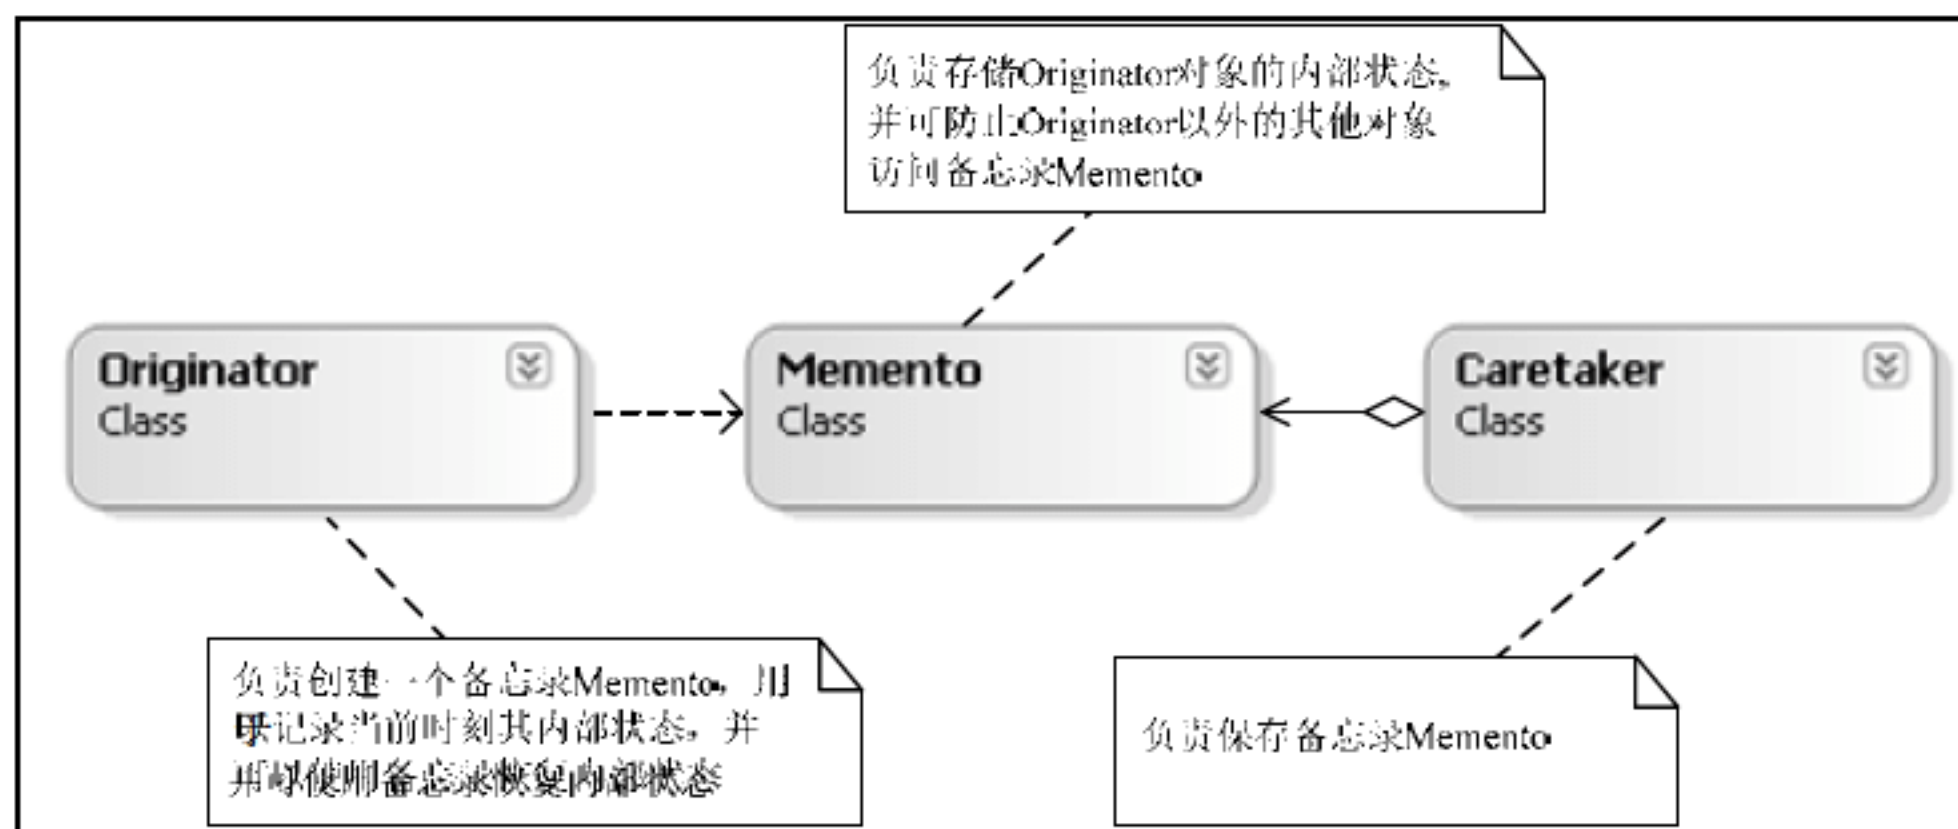 负责存储Originator对象的内部状态,
并可防止Originator以外的其他对象
访问备忘录Memento
Originator
Class
Memento
Class
Caretaker
Class
负责创建一个备忘录Memento，用
以记录当前时刻其内部状态，并
可以使用备忘录恢复内部状态
负责保存备忘录Memento